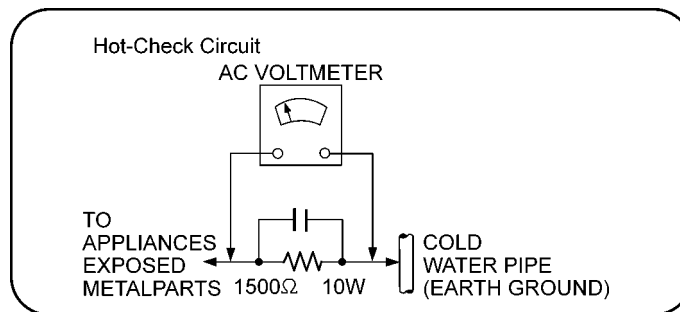 Hot-Check Circuit
AC VOLTMETER
TO
APPLIANCES
EXPOSED
METALPARTS
1500Ω 10W
COLD
WATER PIPE
(EARTH GROUND)